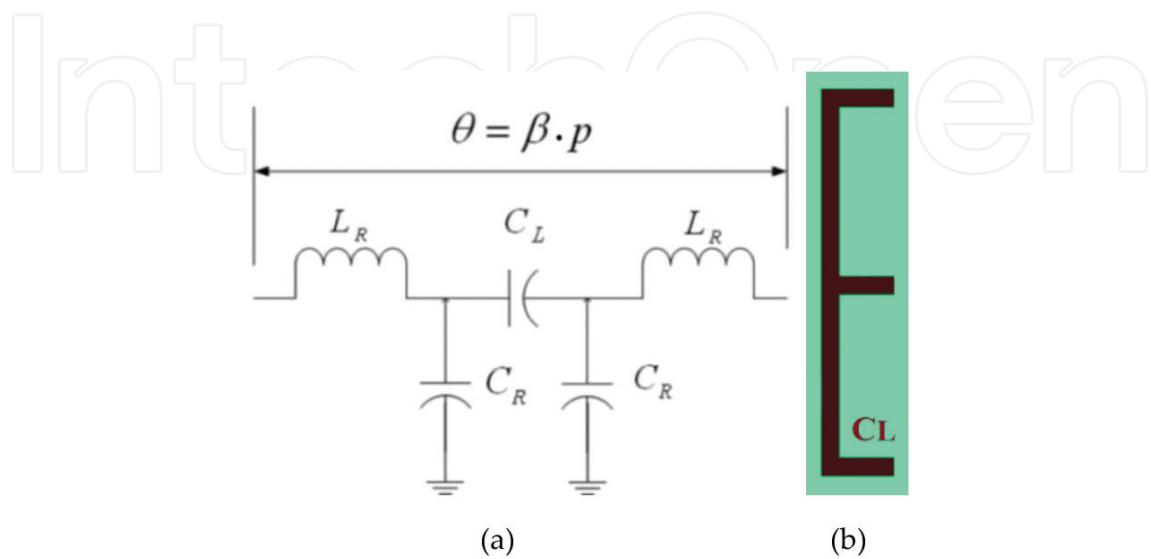 IntechOpen
θ = β . p
L_R
C_L
L_R
C_R
C_R
CL
(a)
(b)